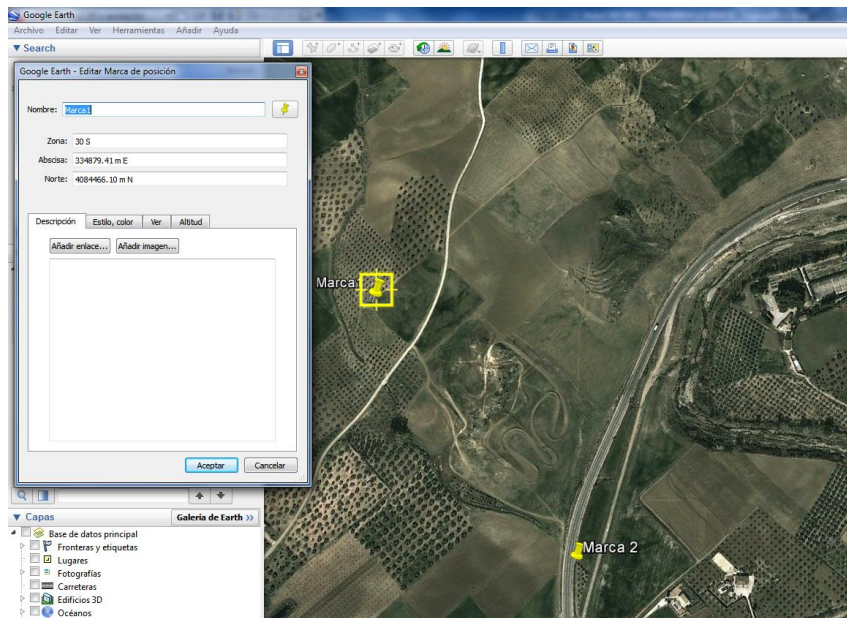 Google Earth
Archivo Editar Ver Herramientas Añadir Ayuda
▼ Search
Google Earth - Editar Marca de posición
Nombre: Marca1
Zona: 30 S
Abscisa: 334879.41 m E
Norte: 4084466.10 m N
Descripción Estilo, color Ver Altitud
Añadir enlace... Añadir imagen...
Aceptar Cancelar
Marca
Marca 2
▼ Capas Galería de Earth >>
Base de datos principal
Fronteras y etiquetas
Lugares
Fotografías
Carreteras
Edificios 3D
Océanos